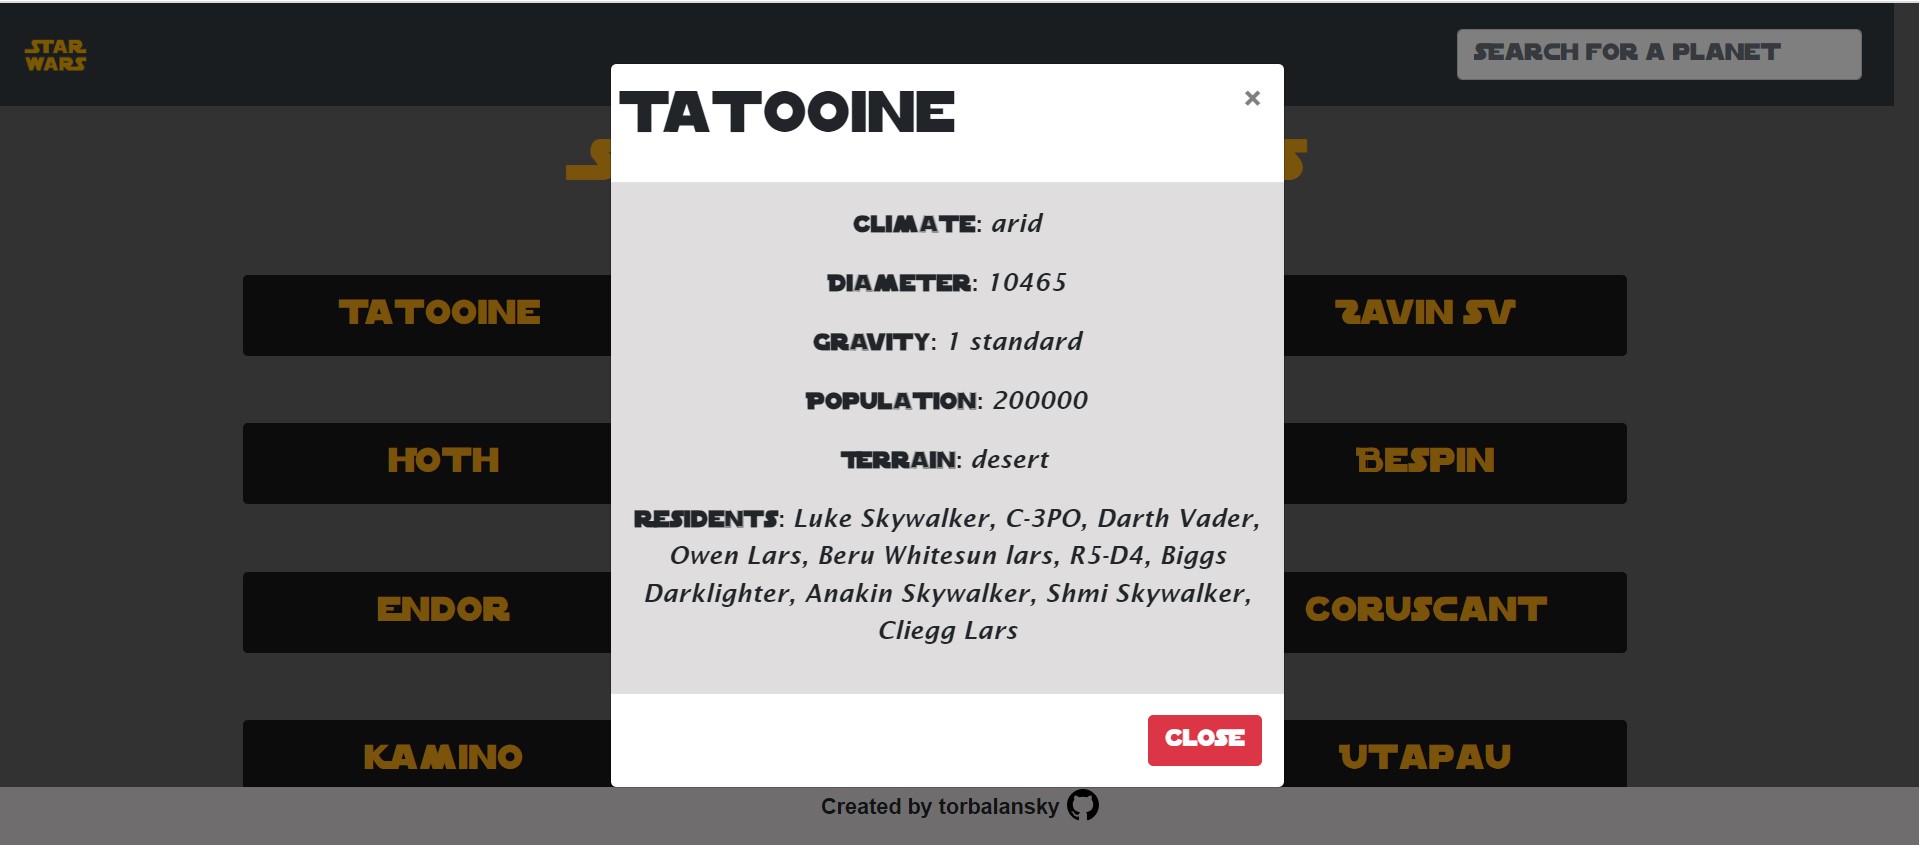 STAR
WARS
SEARCH FOR A PLANET
TATOOINE
×
CLIMATE: arid
DIAMETER: 10465
GRAVITY: 1 standard
POPULATION: 200000
TERRAIN: desert
RESIDENTS: Luke Skywalker, C-3PO, Darth Vader,
Owen Lars, Beru Whitesun lars, R5-D4, Biggs
Darklighter, Anakin Skywalker, Shmi Skywalker,
Cliegg Lars
CLOSE
TATOOINE
YAVIN IV
HOTH
BESPIN
ENDOR
CORUSCANT
KAMINO
UTAPAU
Created by torbalansky